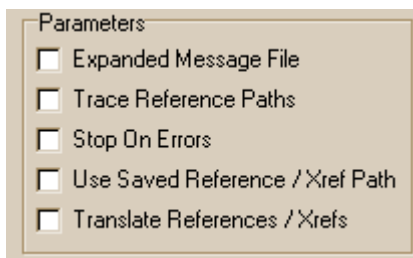 Parameters
Expanded Message File
Trace Reference Paths
Stop On Errors
Use Saved Reference / Xref Path
Translate References / Xrefs